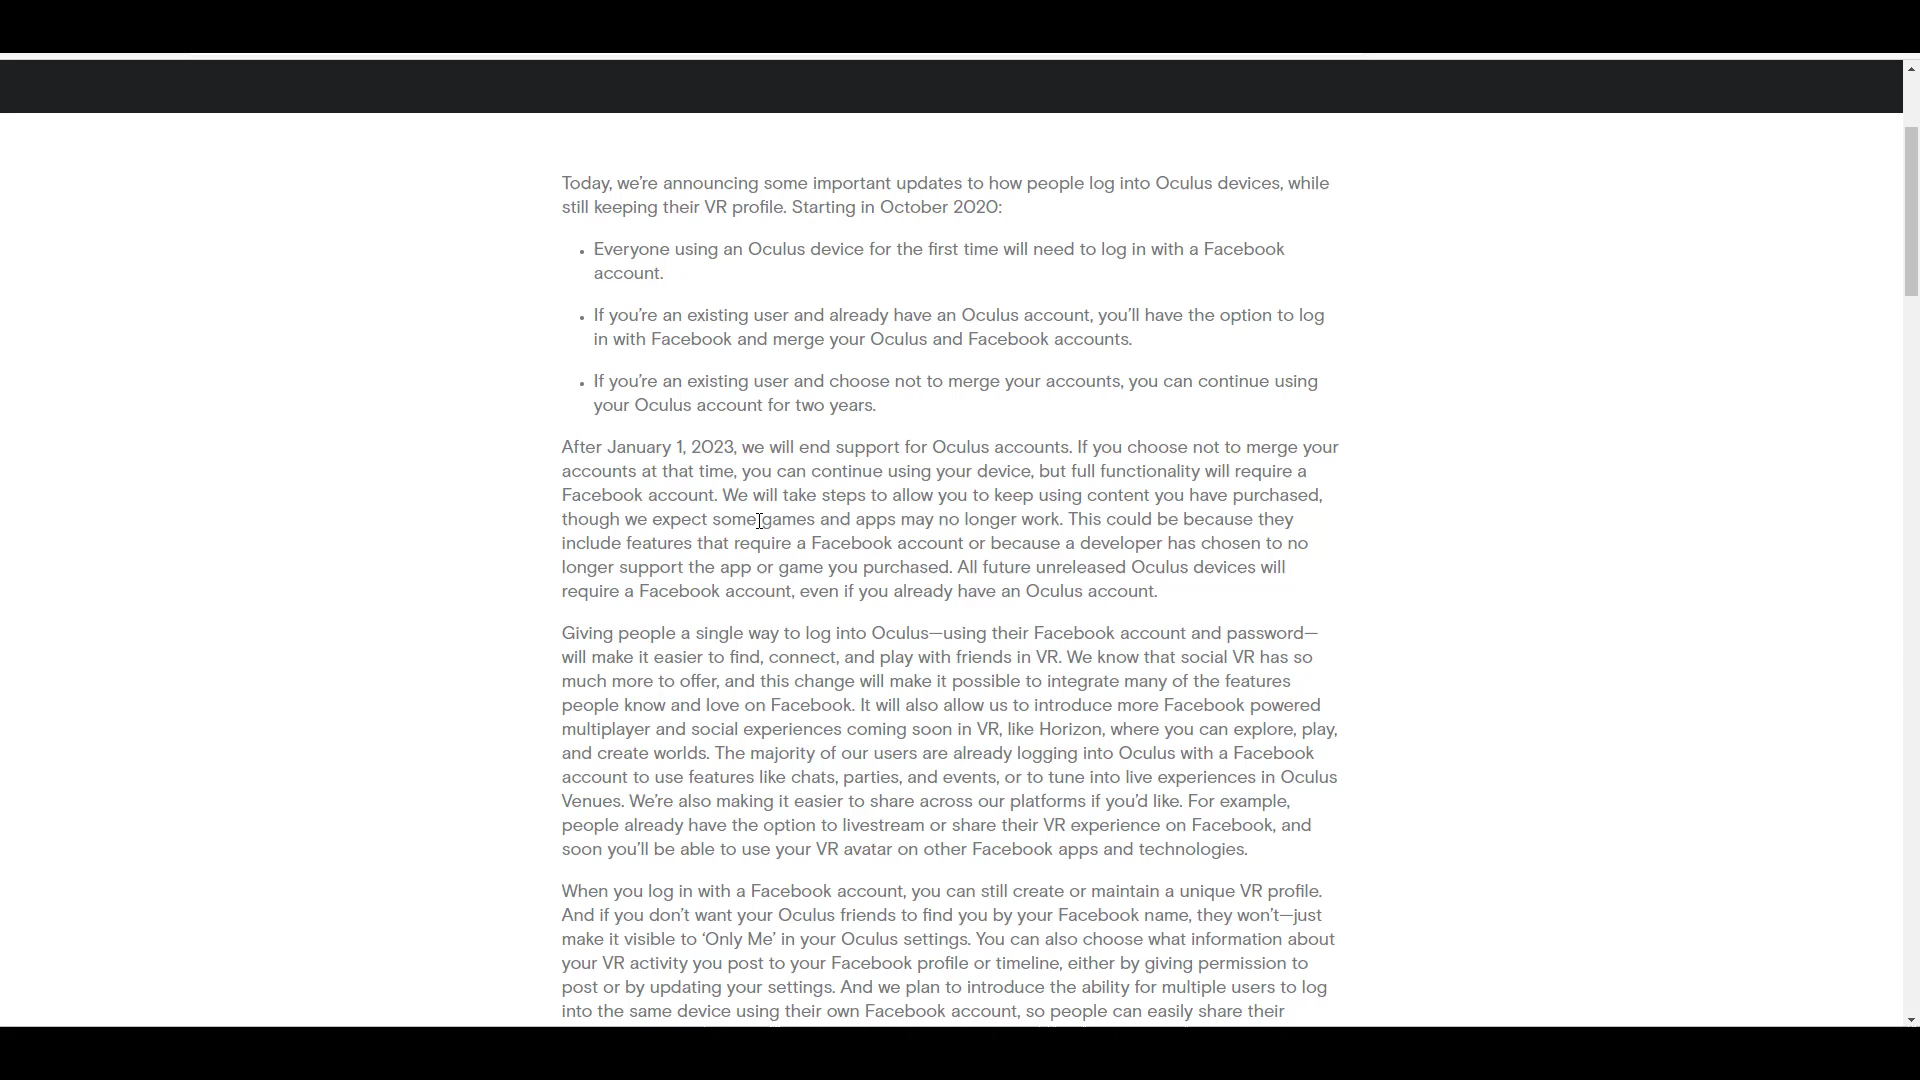 Today, we’re announcing some important updates to how people log into Oculus devices, while
still keeping their VR profile. Starting in October 2020:
• Everyone using an Oculus device for the first time will need to log in with a Facebook
account.
• If you’re an existing user and already have an Oculus account, you’ll have the option to log
in with Facebook and merge your Oculus and Facebook accounts.
• If you’re an existing user and choose not to merge your accounts, you can continue using
your Oculus account for two years.
After January 1, 2023, we will end support for Oculus accounts. If you choose not to merge your
accounts at that time, you can continue using your device, but full functionality will require a
Facebook account. We will take steps to allow you to keep using content you have purchased,
though we expect some games and apps may no longer work. This could be because they
include features that require a Facebook account or because a developer has chosen to no
longer support the app or game you purchased. All future unreleased Oculus devices will
require a Facebook account, even if you already have an Oculus account.
Giving people a single way to log into Oculus—using their Facebook account and password—
will make it easier to find, connect, and play with friends in VR. We know that social VR has so
much more to offer, and this change will make it possible to integrate many of the features
people know and love on Facebook. It will also allow us to introduce more Facebook powered
multiplayer and social experiences coming soon in VR, like Horizon, where you can explore, play,
and create worlds. The majority of our users are already logging into Oculus with a Facebook
account to use features like chats, parties, and events, or to tune into live experiences in Oculus
Venues. We’re also making it easier to share across our platforms if you’d like. For example,
people already have the option to livestream or share their VR experience on Facebook, and
soon you’ll be able to use your VR avatar on other Facebook apps and technologies.
When you log in with a Facebook account, you can still create or maintain a unique VR profile.
And if you don’t want your Oculus friends to find you by your Facebook name, they won’t—just
make it visible to ‘Only Me’ in your Oculus settings. You can also choose what information about
your VR activity you post to your Facebook profile or timeline, either by giving permission to
post or by updating your settings. And we plan to introduce the ability for multiple users to log
into the same device using their own Facebook account, so people can easily share their